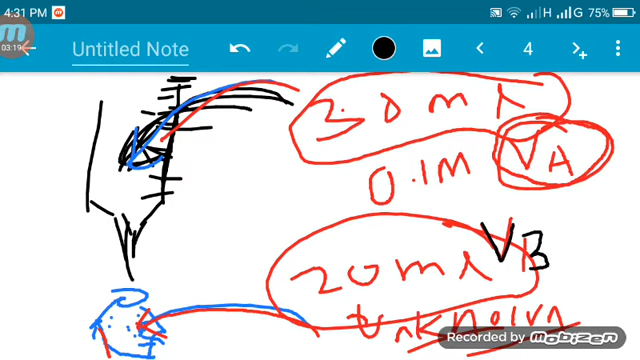 4:31 PM H G 75%
03:19 Untitled Note 4
30 ml
0.1M VA
VB
20 ml
Unknown
RECORDED BY MOBIZEN